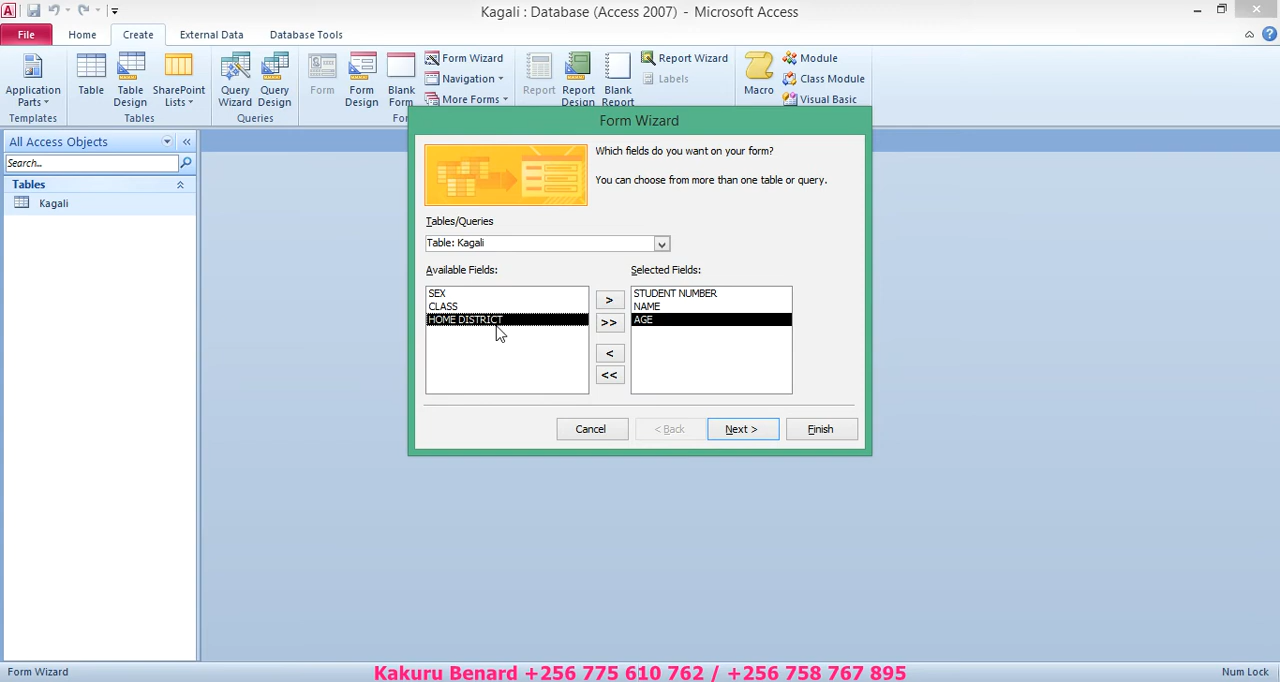 Kagali : Database (Access 2007) - Microsoft Access
File Home Create External Data Database Tools
Application Parts
Table
Table Design
SharePoint Lists
Query Wizard
Query Design
Form
Form Design
Blank Form
Form Wizard
Navigation
More Forms
Report
Report Design
Blank Report
Report Wizard
Labels
Macro
Module
Class Module
Visual Basic
Templates Tables Queries
All Access Objects
Search...
Tables
Kagali
Form Wizard
Which fields do you want on your form?
You can choose from more than one table or query.
Tables/Queries
Table: Kagali
Available Fields:
SEX
CLASS
HOME DISTRICT
>
>>
<
<<
Selected Fields:
STUDENT NUMBER
NAME
AGE
Cancel < Back Next > Finish
Form Wizard
Kakuru Benard +256 775 610 762 / +256 758 767 895
Num Lock